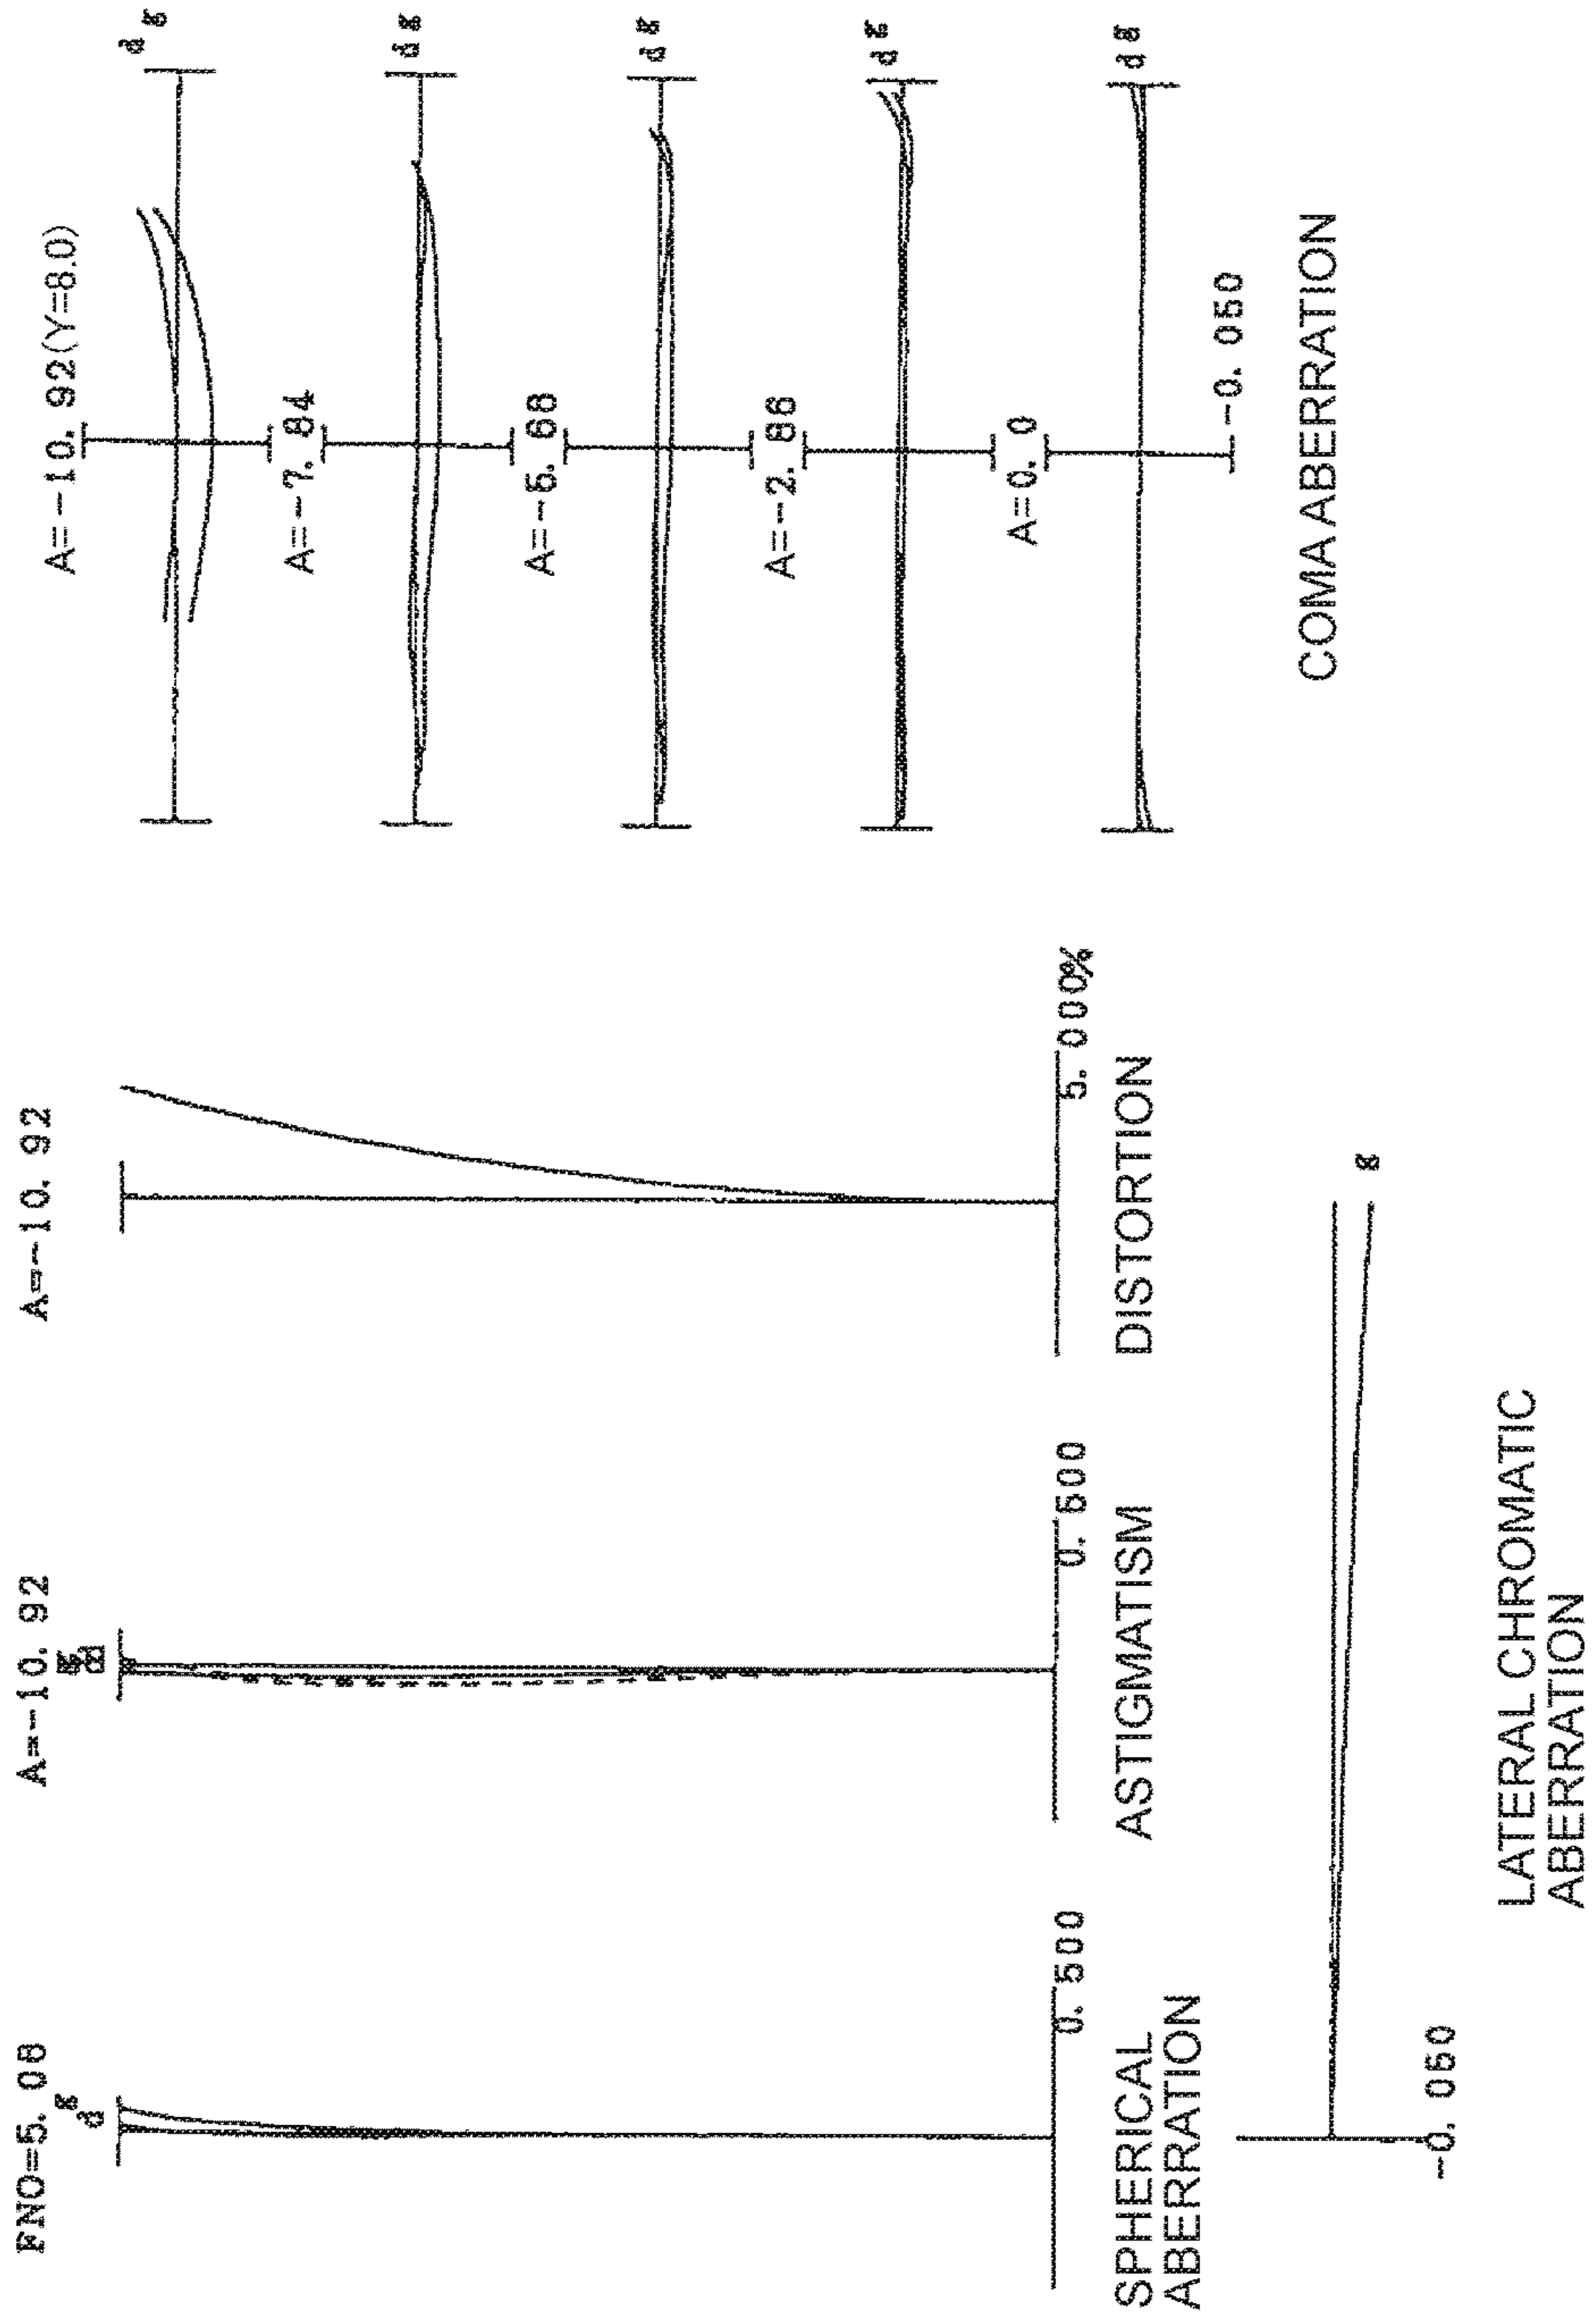 FNO=5. 08
g
d
0. 500
SPHERICAL
ABERRATION
A=-10. 92
g
d
0. 500
ASTIGMATISM
A=-10. 92
5. 000%
DISTORTION
A=-10. 92(Y=8.0)
d g
A=-7. 84
d g
A=-5. 68
d g
A=-2. 86
d g
A=0. 0
d g
-0. 050
COMA ABERRATION
g
-0. 050
LATERAL CHROMATIC
ABERRATION